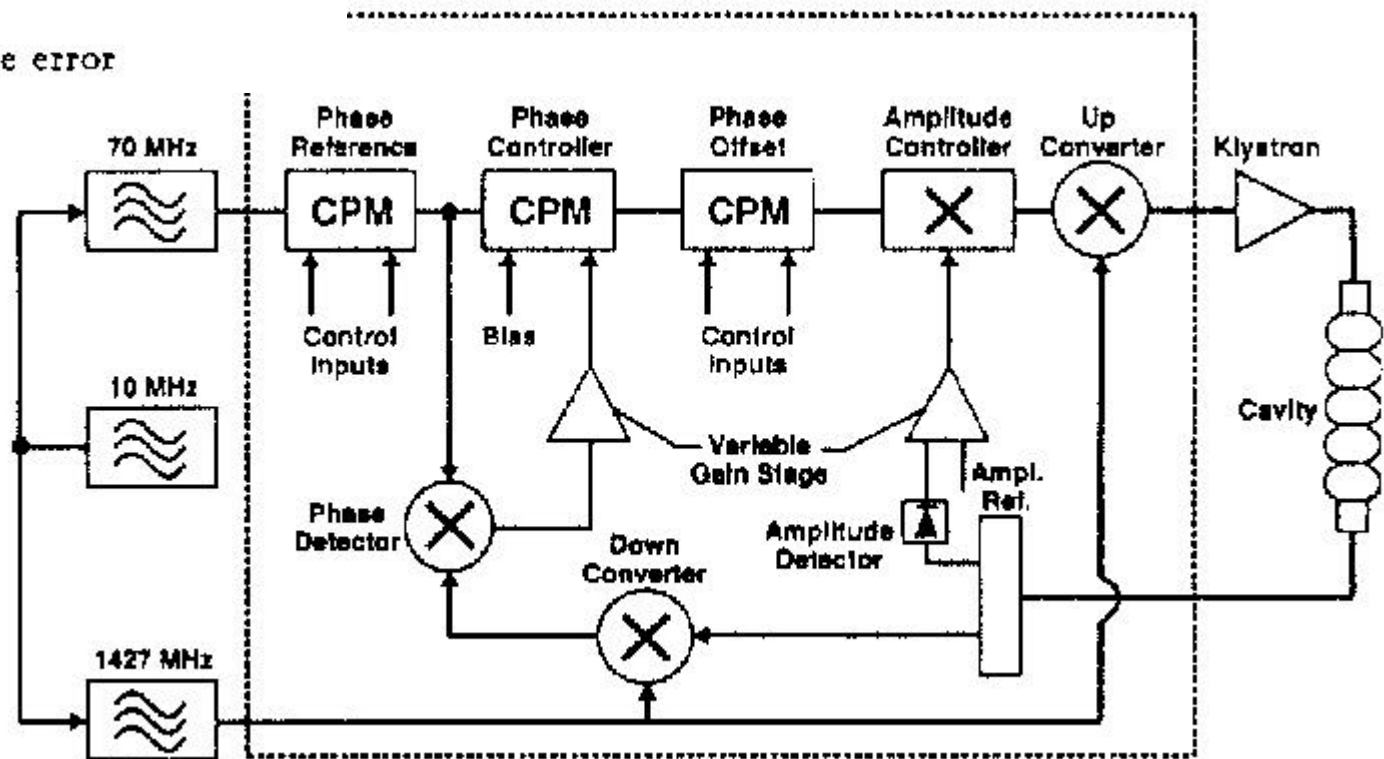 e error
70 MHz
Phase
Reference
CPM
Control
Inputs
Phase
Controller
CPM
Bias
Phase
Offset
CPM
Control
Inputs
Amplitude
Controller
Up
Converter
Klystron
10 MHz
Variable
Gain Stage
Cavity
Ampl.
Ref.
Phase
Detector
Amplitude
Detector
Down
Converter
1427 MHz